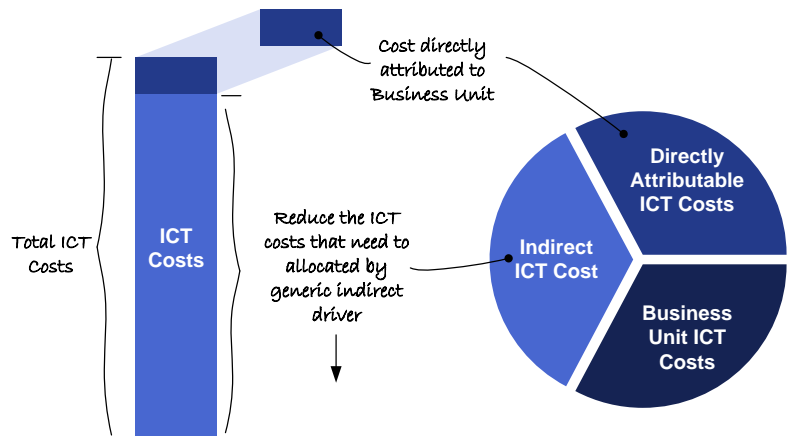 Cost directly
attributed to
Business Unit
Total ICT
Costs
ICT
Costs
Reduce the ICT
costs that need to
allocated by
generic indirect
driver
Directly
Attributable
ICT Costs
Indirect
ICT Cost
Business
Unit ICT
Costs